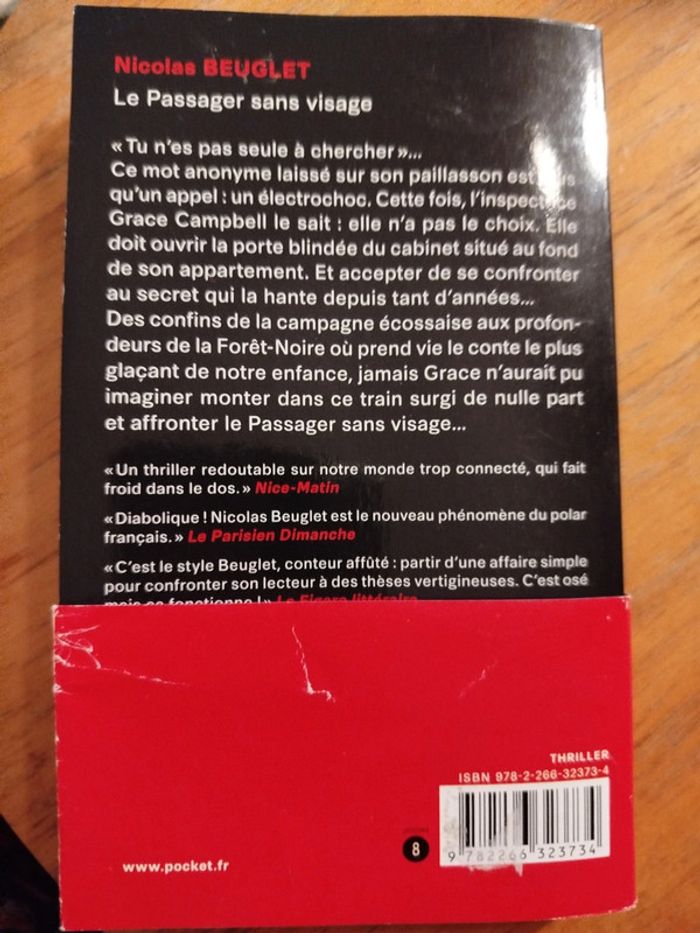 Nicolas BEUGLET
Le Passager sans visage
« Tu n'es pas seule à chercher »...
Ce mot anonyme laissé sur son paillasson est
qu'un appel : un électrochoc. Cette fois, l'inspectrice
Grace Campbell le sait : elle n'a pas le choix. Elle
doit ouvrir la porte blindée du cabinet situé au fond
de son appartement. Et accepter de se confronter
au secret qui la hante depuis tant d'années...
Des confins de la campagne écossaise aux profon-
deurs de la Forêt-Noire où prend vie le conte le plus
glaçant de notre enfance, jamais Grace n'aurait pu
imaginer monter dans ce train surgi de nulle part
et affronter le Passager sans visage...
« Un thriller redoutable sur notre monde trop connecté, qui fait
froid dans le dos. » Nice-Matin
« Diabolique ! Nicolas Beuglet est le nouveau phénomène du polar
français. » Le Parisien Dimanche
« C'est le style Beuglet, conteur affûté : partir d'une affaire simple
pour confronter son lecteur à des thèses vertigineuses. C'est osé
mais ça fonctionne ! » Le Figaro littéraire
THRILLER
ISBN 978-2-266-32373-4
8
9 782266 323734
www.pocket.fr